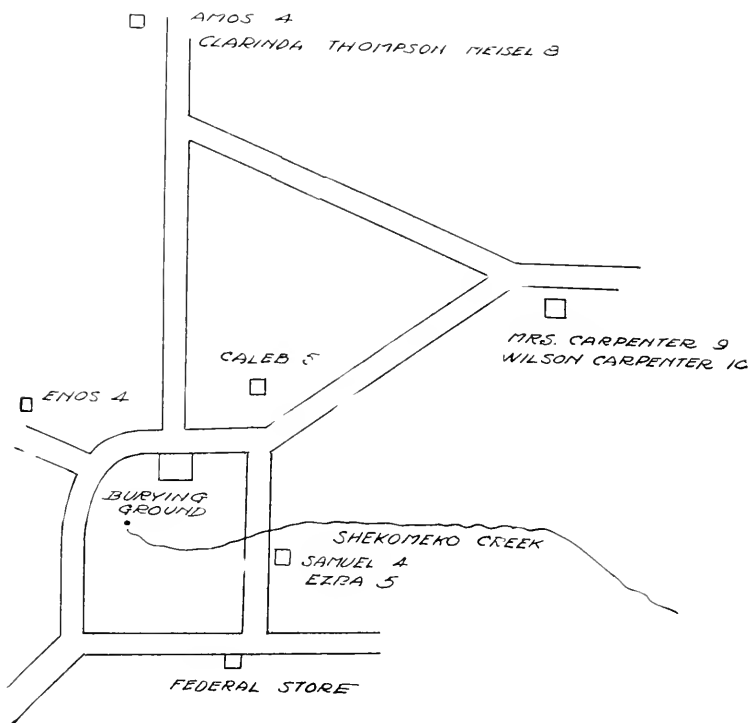 AMOS 4
CLARINDA THOMPSON MEISEL 8
MRS. CARPENTER 9
WILSON CARPENTER 10
CALEB 5
ENOS 4
BURYING
GROUND
SHEKOMEKO CREEK
SAMUEL 4
EZRA 5
FEDERAL STORE